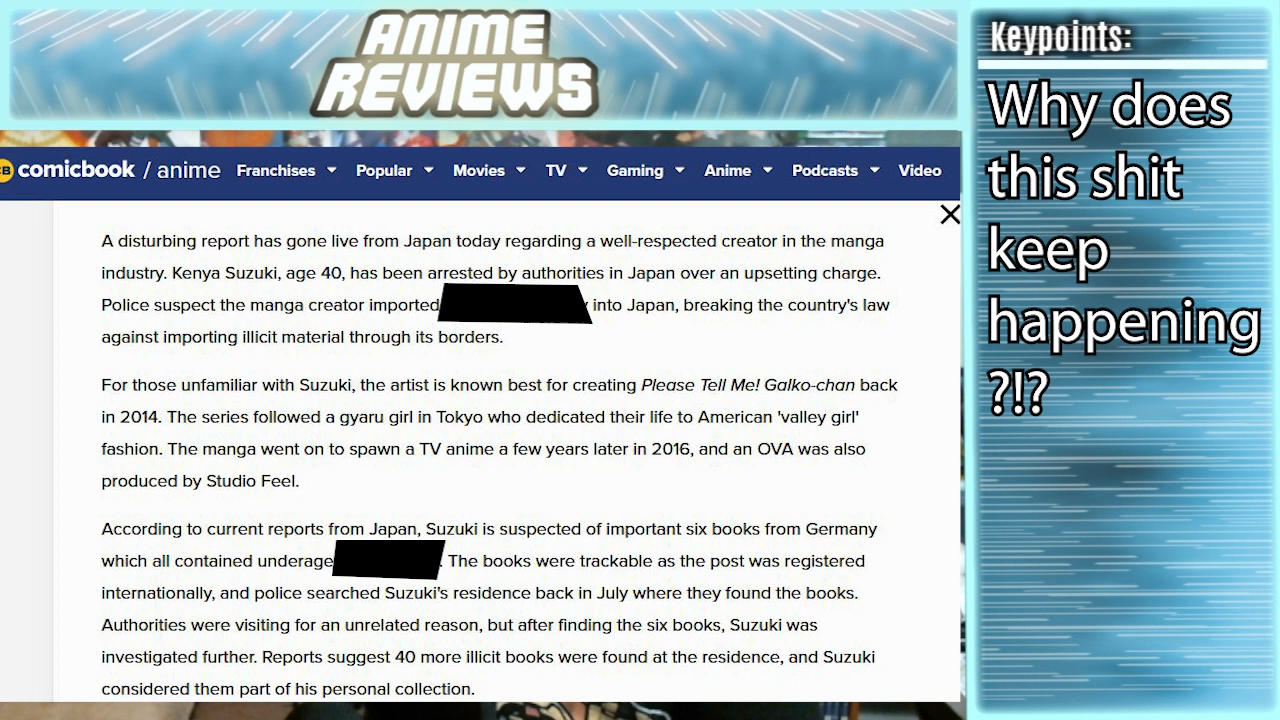 ANIME
REVIEWS
Keypoints:
Why does
this shit
keep
happening
?!?
CB comicbook / anime Franchises Popular Movies TV Gaming Anime Podcasts Video
A disturbing report has gone live from Japan today regarding a well-respected creator in the manga
industry. Kenya Suzuki, age 40, has been arrested by authorities in Japan over an upsetting charge.
Police suspect the manga creator imported into Japan, breaking the country's law
against importing illicit material through its borders.
For those unfamiliar with Suzuki, the artist is known best for creating Please Tell Me! Galko-chan back
in 2014. The series followed a gyaru girl in Tokyo who dedicated their life to American 'valley girl'
fashion. The manga went on to spawn a TV anime a few years later in 2016, and an OVA was also
produced by Studio Feel.
According to current reports from Japan, Suzuki is suspected of important six books from Germany
which all contained underage . The books were trackable as the post was registered
internationally, and police searched Suzuki's residence back in July where they found the books.
Authorities were visiting for an unrelated reason, but after finding the six books, Suzuki was
investigated further. Reports suggest 40 more illicit books were found at the residence, and Suzuki
considered them part of his personal collection.